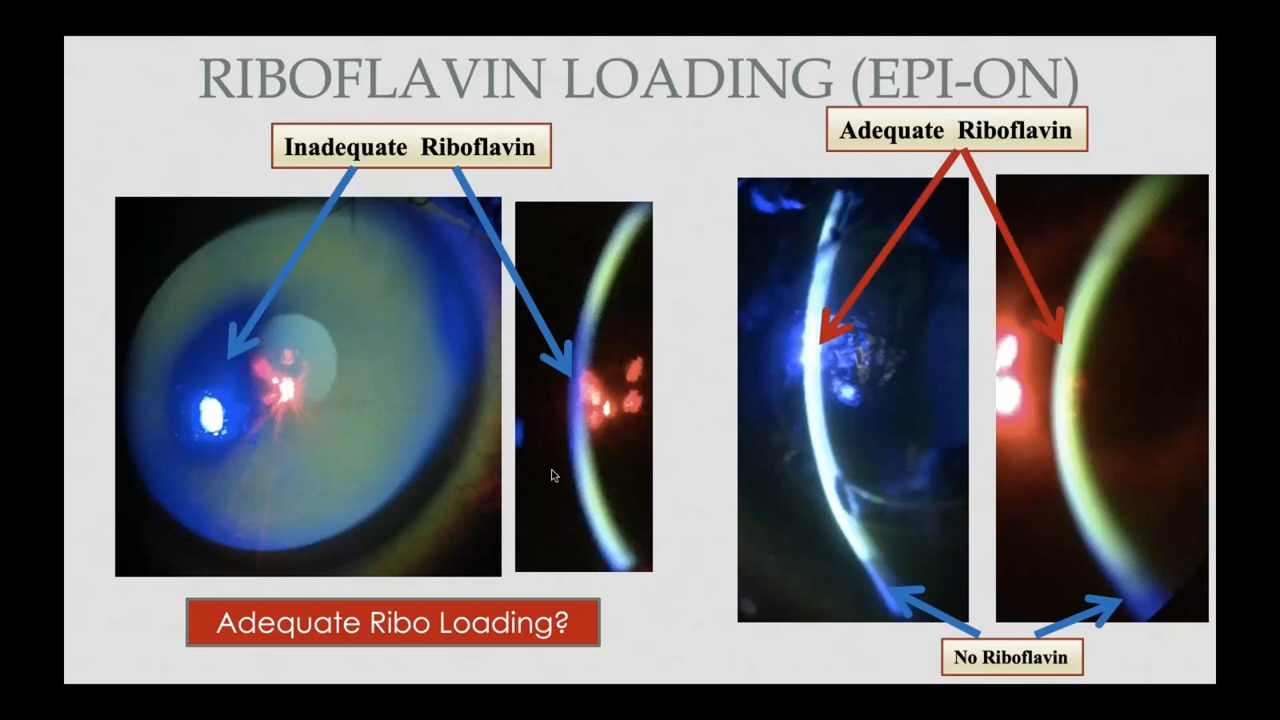 RIBOFLAVIN LOADING (EPI-ON)
Inadequate Riboflavin
Adequate Riboflavin
Adequate Ribo Loading?
No Riboflavin